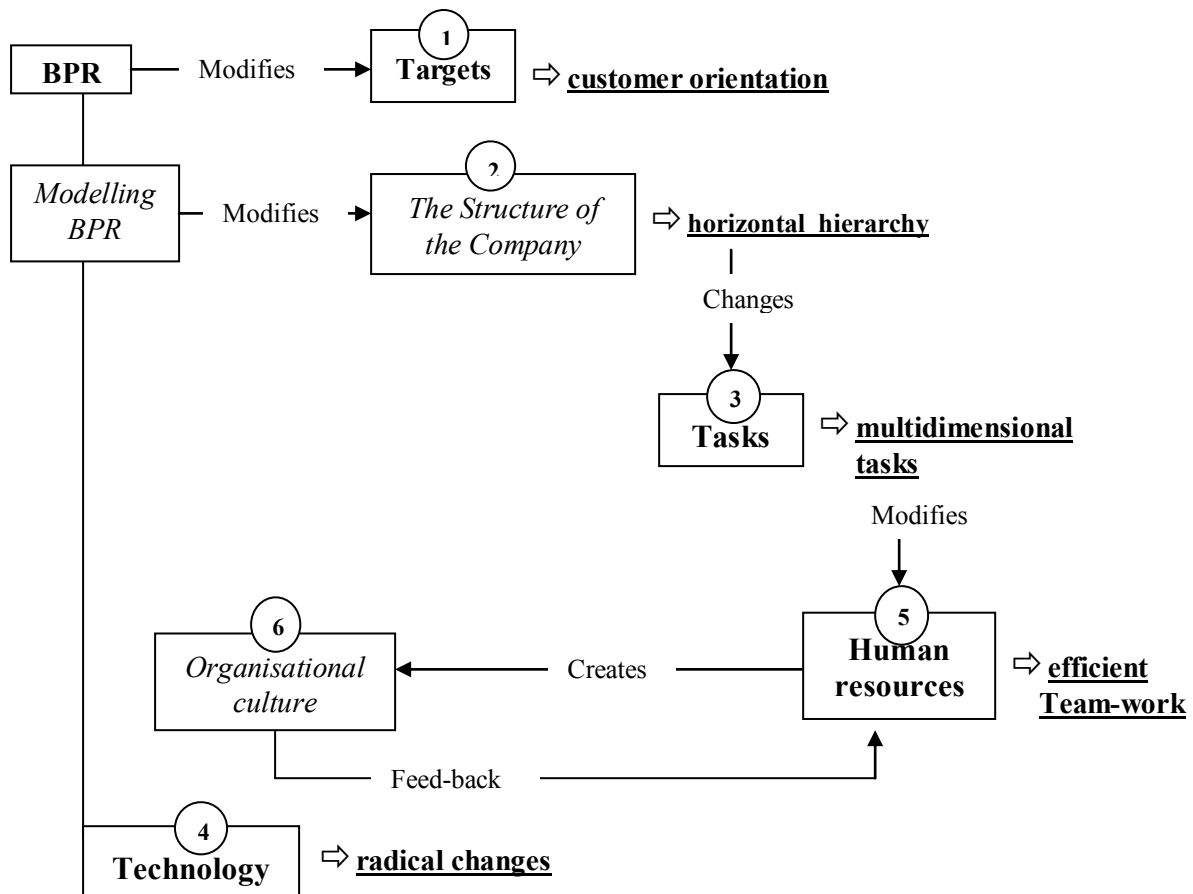 1
BPR
Modifies
Targets
customer orientation
2
Modelling
BPR
Modifies
The Structure of
the Company
horizontal hierarchy
Changes
3
Tasks
multidimensional
tasks
Modifies
5
Human
resources
efficient
Team-work
6
Organisational
culture
Creates
Feed-back
4
Technology
radical changes